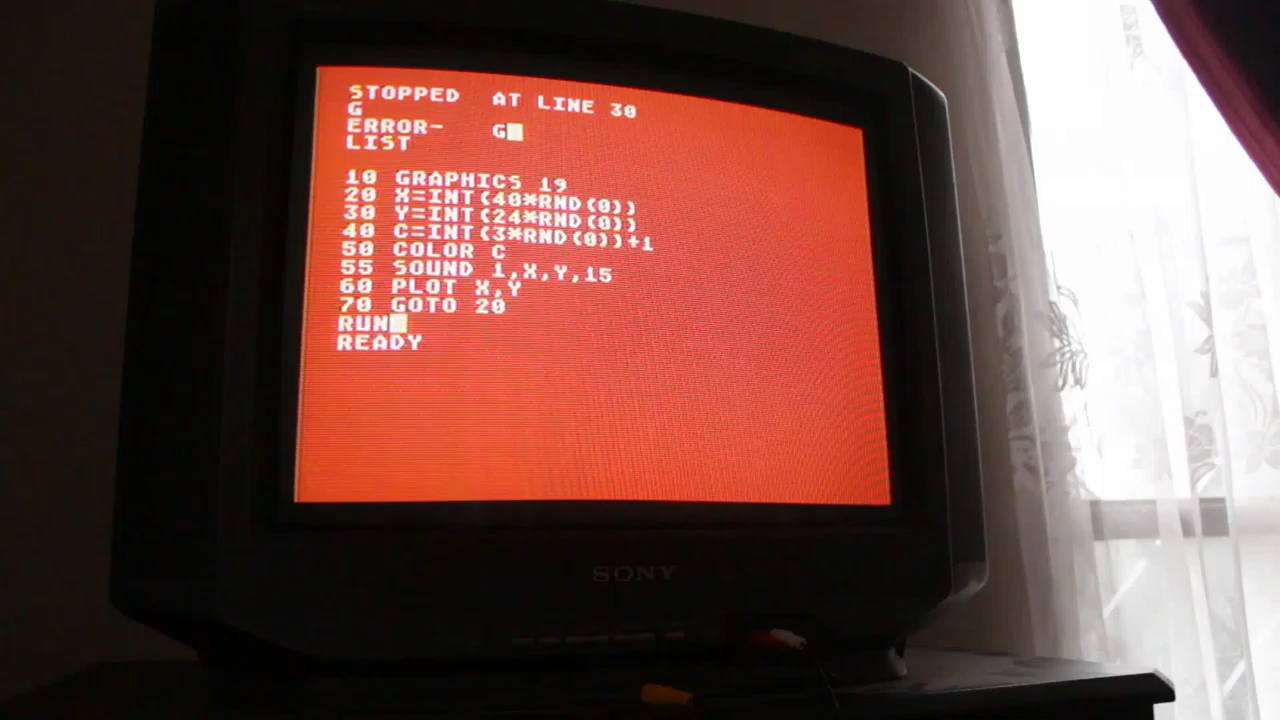 STOPPED AT LINE 30
G
ERROR- G
LIST
10 GRAPHICS 19
20 X=INT(40*RND(0))
30 Y=INT(24*RND(0))
40 C=INT(3*RND(0))+1
50 COLOR C
55 SOUND 1,X,Y,15
60 PLOT X,Y
70 GOTO 20
RUN
READY
SONY